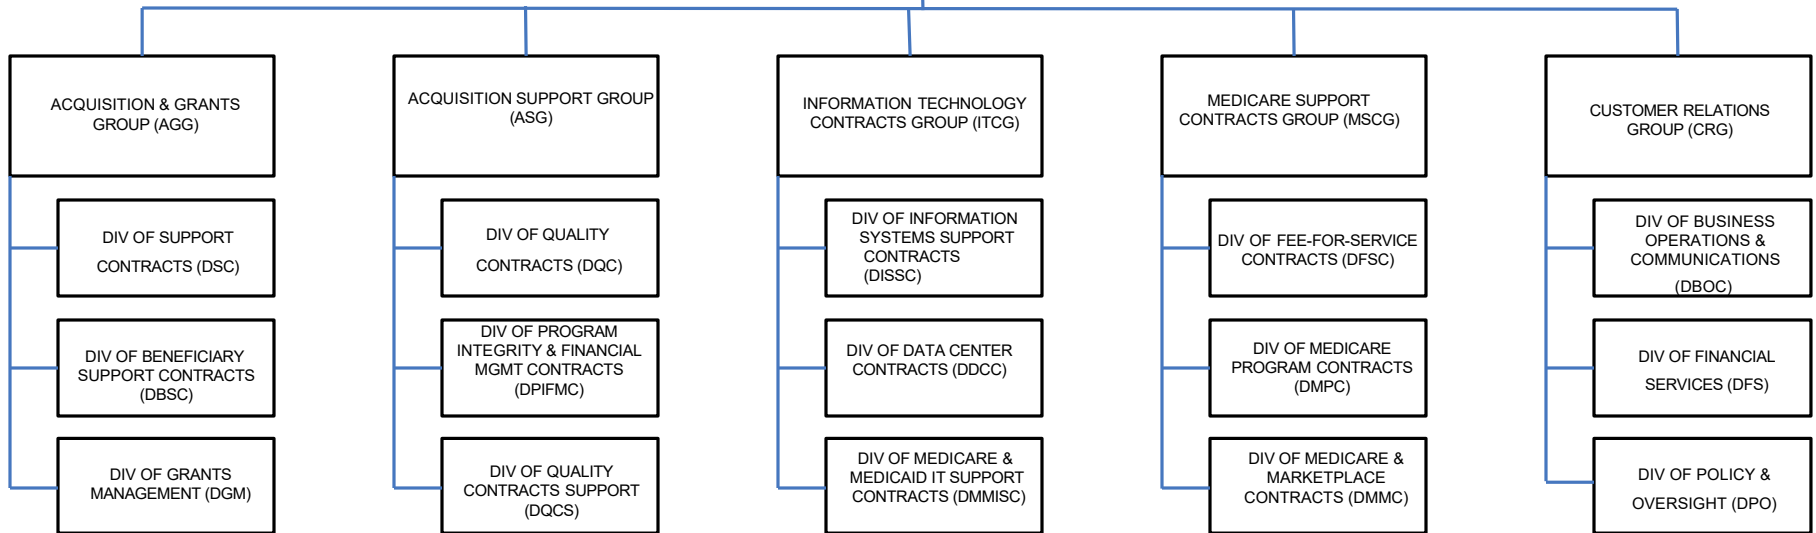 ACQUISITION & GRANTS
GROUP (AGG)
ACQUISITION SUPPORT GROUP
(ASG)
INFORMATION TECHNOLOGY
CONTRACTS GROUP (ITCG)
MEDICARE SUPPORT
CONTRACTS GROUP (MSCG)
CUSTOMER RELATIONS
GROUP (CRG)
DIV OF SUPPORT
CONTRACTS (DSC)
DIV OF QUALITY
CONTRACTS (DQC)
DIV OF INFORMATION
SYSTEMS SUPPORT
CONTRACTS
(DISSC)
DIV OF FEE-FOR-SERVICE
CONTRACTS (DFSC)
DIV OF BUSINESS
OPERATIONS &
COMMUNICATIONS
(DBOC)
DIV OF BENEFICIARY
SUPPORT CONTRACTS
(DBSC)
DIV OF PROGRAM
INTEGRITY & FINANCIAL
MGMT CONTRACTS
(DPIFMC)
DIV OF DATA CENTER
CONTRACTS (DDCC)
DIV OF MEDICARE
PROGRAM CONTRACTS
(DMPC)
DIV OF FINANCIAL
SERVICES (DFS)
DIV OF GRANTS
MANAGEMENT (DGM)
DIV OF QUALITY
CONTRACTS SUPPORT
(DQCS)
DIV OF MEDICARE &
MEDICAID IT SUPPORT
CONTRACTS (DMMISC)
DIV OF MEDICARE &
MARKETPLACE
CONTRACTS (DMMC)
DIV OF POLICY &
OVERSIGHT (DPO)